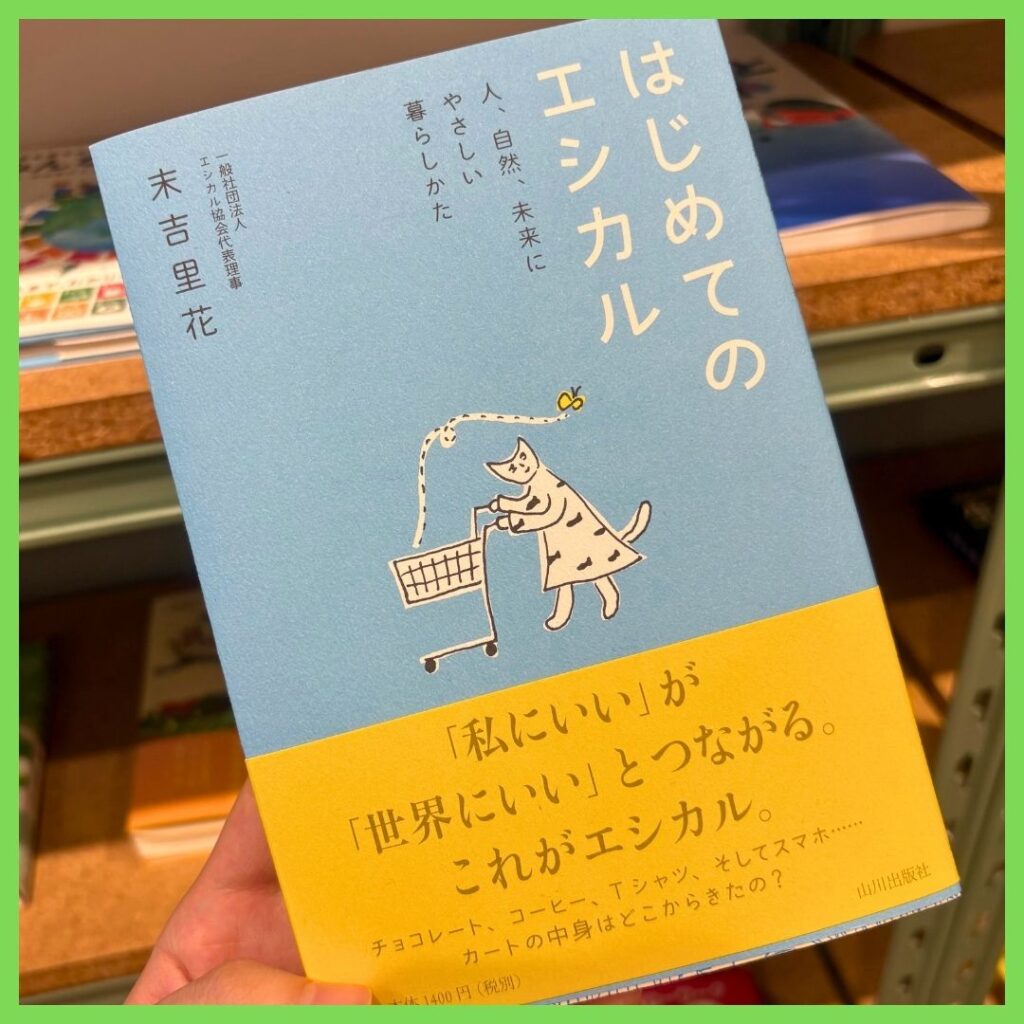 はじめての
エシカル
人、自然、未来に
やさしい
暮らしかた
一般社団法人
エシカル協会代表理事
末吉里花
「私にいい」が
「世界にいい」とつながる。
これがエシカル。
チョコレート、コーヒー、Tシャツ、そしてスマホ……
カートの中身はどこからきたの？
山川出版社
本体1400円（税別）